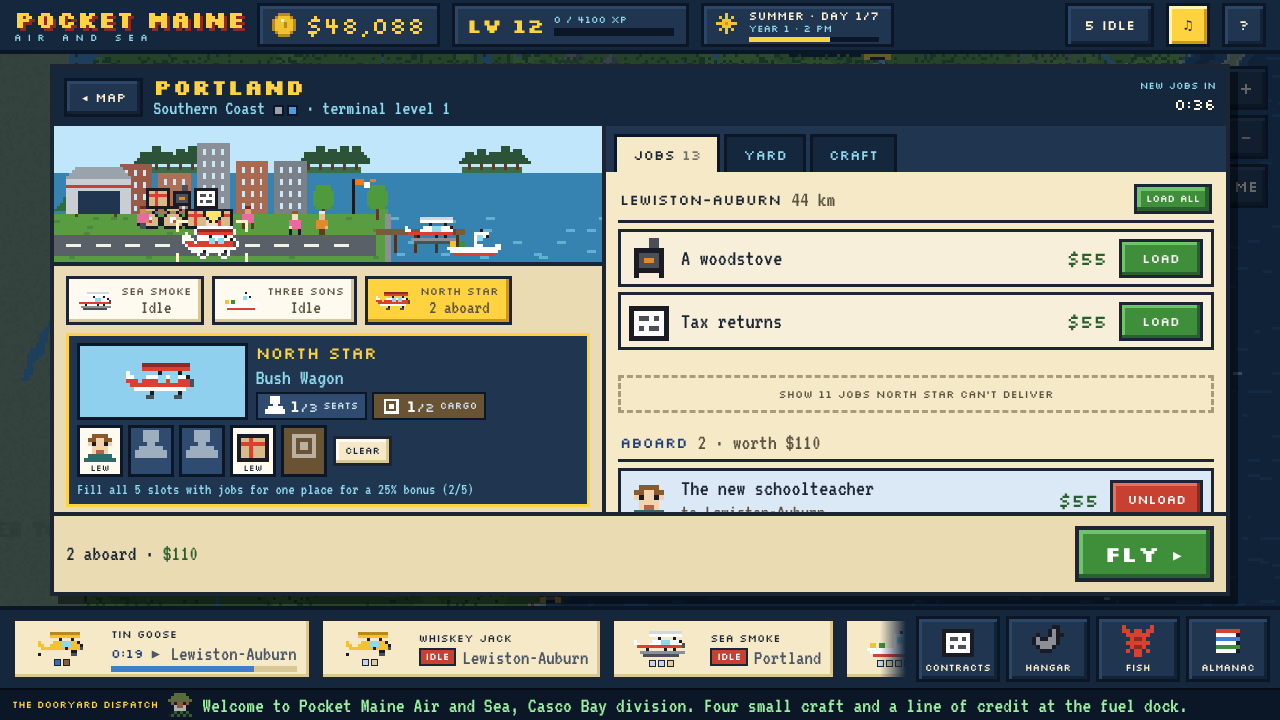 POCKET MAINE
AIR AND SEA
$48,088
LV 12
0 / 4100 XP
SUMMER · DAY 1/7
YEAR 1 · 2 PM
5 IDLE
♫
?
◂ MAP
PORTLAND
Southern Coast · terminal level 1
NEW JOBS IN
0:36
+
-
ME
JOBS 13
YARD
CRAFT
LEWISTON-AUBURN 44 km
LOAD ALL
A woodstove
$55
LOAD
Tax returns
$55
LOAD
SHOW 11 JOBS NORTH STAR CAN'T DELIVER
ABOARD 2 · worth $110
The new schoolteacher
to Lewiston-Auburn
$55
UNLOAD
SEA SMOKE
Idle
THREE SONS
Idle
NORTH STAR
2 aboard
NORTH STAR
Bush Wagon
1/3 SEATS
1/2 CARGO
LEW
LEW
CLEAR
Fill all 5 slots with jobs for one place for a 25% bonus (2/5)
2 aboard · $110
FLY ▸
TIN GOOSE
0:19 ▸ Lewiston-Auburn
WHISKEY JACK
IDLE Lewiston-Auburn
SEA SMOKE
IDLE Portland
CONTRACTS
HANGAR
FISH
ALMANAC
THE DOORYARD DISPATCH
Welcome to Pocket Maine Air and Sea, Casco Bay division. Four small craft and a line of credit at the fuel dock.